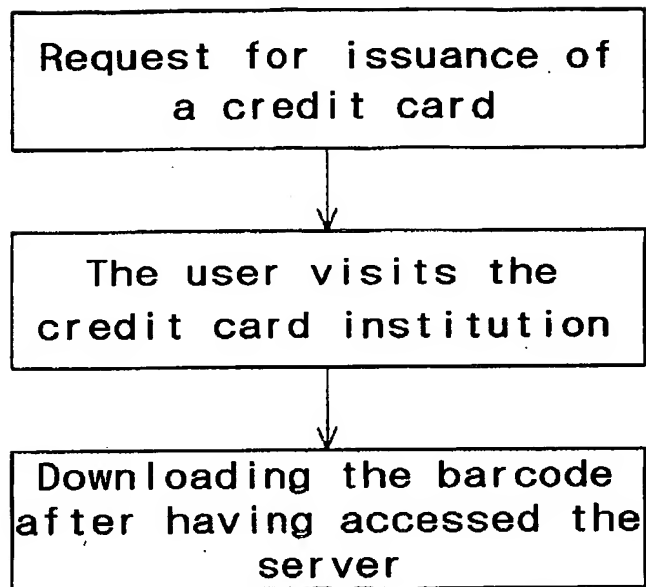 Request for issuance of
a credit card
The user visits the
credit card institution
Downloading the barcode
after having accessed the
server